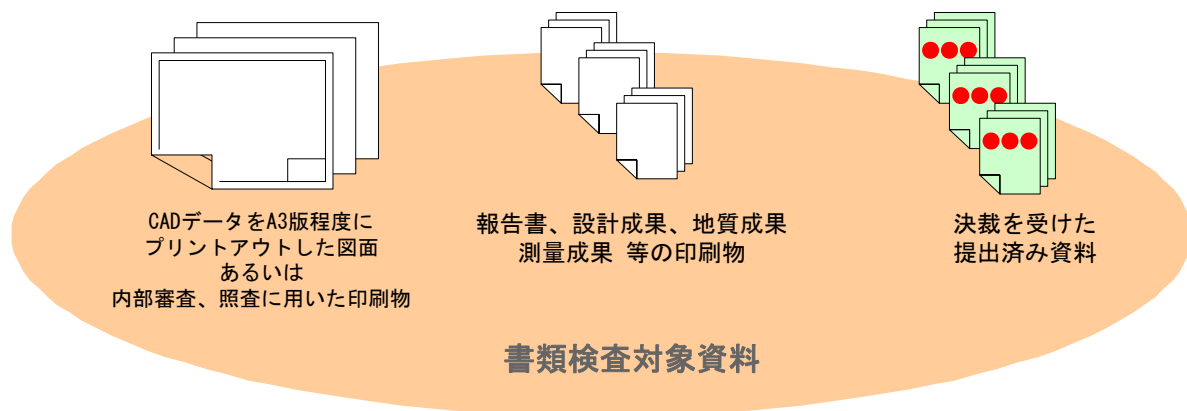 CADデータをA3版程度に
プリントアウトした図面
あるいは
内部審査、照査に用いた印刷物
報告書、設計成果、地質成果
測量成果 等の印刷物
決裁を受けた
提出済み資料
書類検査対象資料